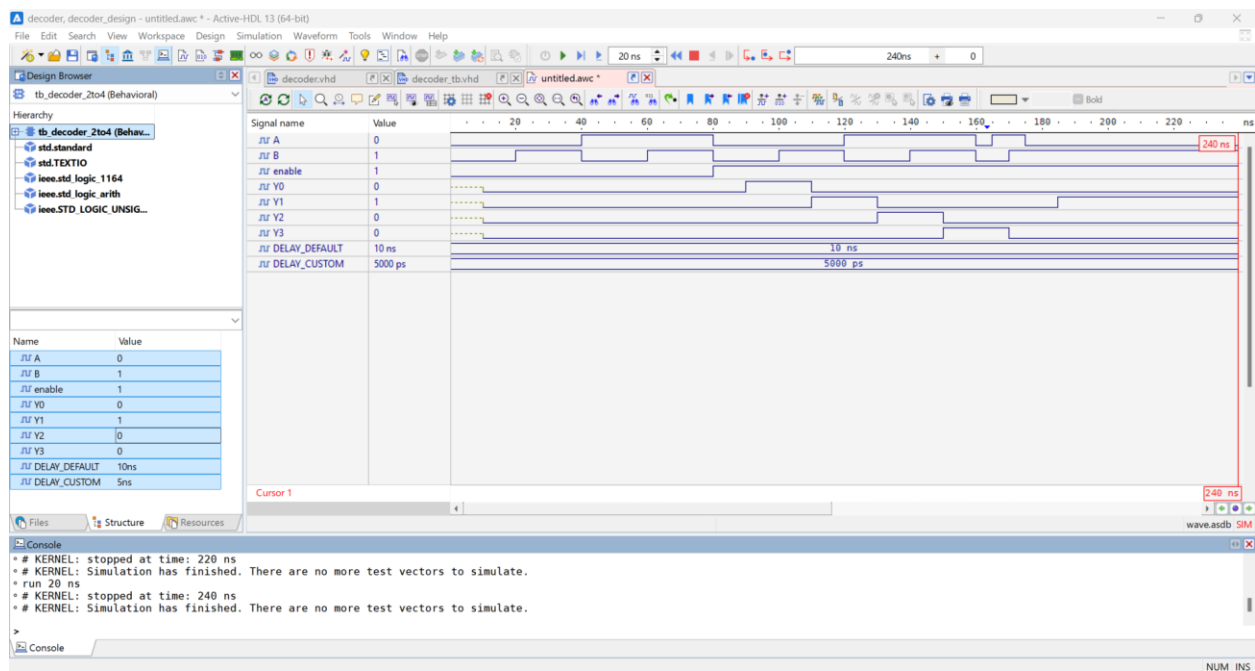 decoder, decoder_design - untitled.awc * - Active-HDL 13 (64-bit)
File Edit Search View Workspace Design Simulation Waveform Tools Window Help
20 ns 240ns + 0
Design Browser
tb_decoder_2to4 (Behavioral)
Hierarchy
tb_decoder_2to4 (Behav...
std.standard
std.TEXTIO
ieee.std_logic_1164
ieee.std_logic_arith
ieee.STD_LOGIC_UNSIG...
Name Value
A 0
B 1
enable 1
Y0 0
Y1 1
Y2 0
Y3 0
DELAY_DEFAULT 10ns
DELAY_CUSTOM 5ns
Files Structure Resources
decoder.vhd decoder_tb.vhd untitled.awc *
Bold
Signal name Value 20 40 60 80 100 120 140 160 180 200 220 ns
A 0 240 ns
B 1
enable 1
Y0 0
Y1 1
Y2 0
Y3 0
DELAY_DEFAULT 10 ns 10 ns
DELAY_CUSTOM 5000 ps 5000 ps
Cursor 1 240 ns
wave.asdb SIM
Console
# KERNEL: stopped at time: 220 ns
# KERNEL: Simulation has finished. There are no more test vectors to simulate.
run 20 ns
# KERNEL: stopped at time: 240 ns
# KERNEL: Simulation has finished. There are no more test vectors to simulate.
>
Console
NUM INS